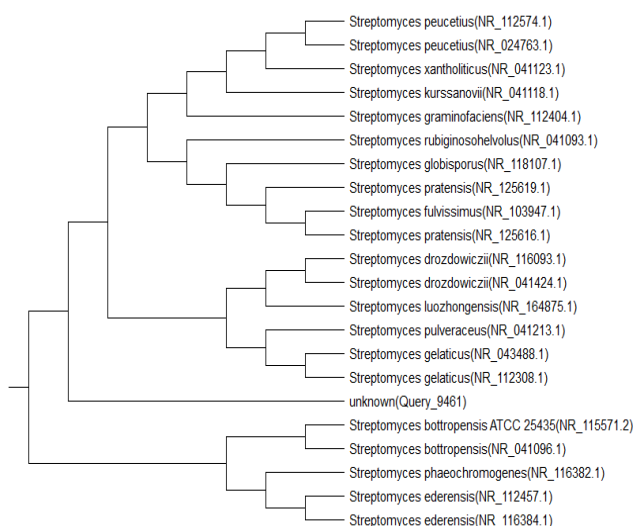 Streptomyces peucetius(NR_112574.1)
Streptomyces peucetius(NR_024763.1)
Streptomyces xantholiticus(NR_041123.1)
Streptomyces kurssanovii(NR_041118.1)
Streptomyces graminofaciens(NR_112404.1)
Streptomyces rubiginosohelvolus(NR_041093.1)
Streptomyces globisporus(NR_118107.1)
Streptomyces pratensis(NR_125619.1)
Streptomyces fulvissimus(NR_103947.1)
Streptomyces pratensis(NR_125616.1)
Streptomyces drozdowiczii(NR_116093.1)
Streptomyces drozdowiczii(NR_041424.1)
Streptomyces luozhongensis(NR_164875.1)
Streptomyces pulveraceus(NR_041213.1)
Streptomyces gelaticus(NR_043488.1)
Streptomyces gelaticus(NR_112308.1)
unknown(Query_9461)
Streptomyces bottropensis ATCC 25435(NR_115571.2)
Streptomyces bottropensis(NR_041096.1)
Streptomyces phaeochromogenes(NR_116382.1)
Streptomyces ederensis(NR_112457.1)
Streptomyces ederensis(NR_116384.1)